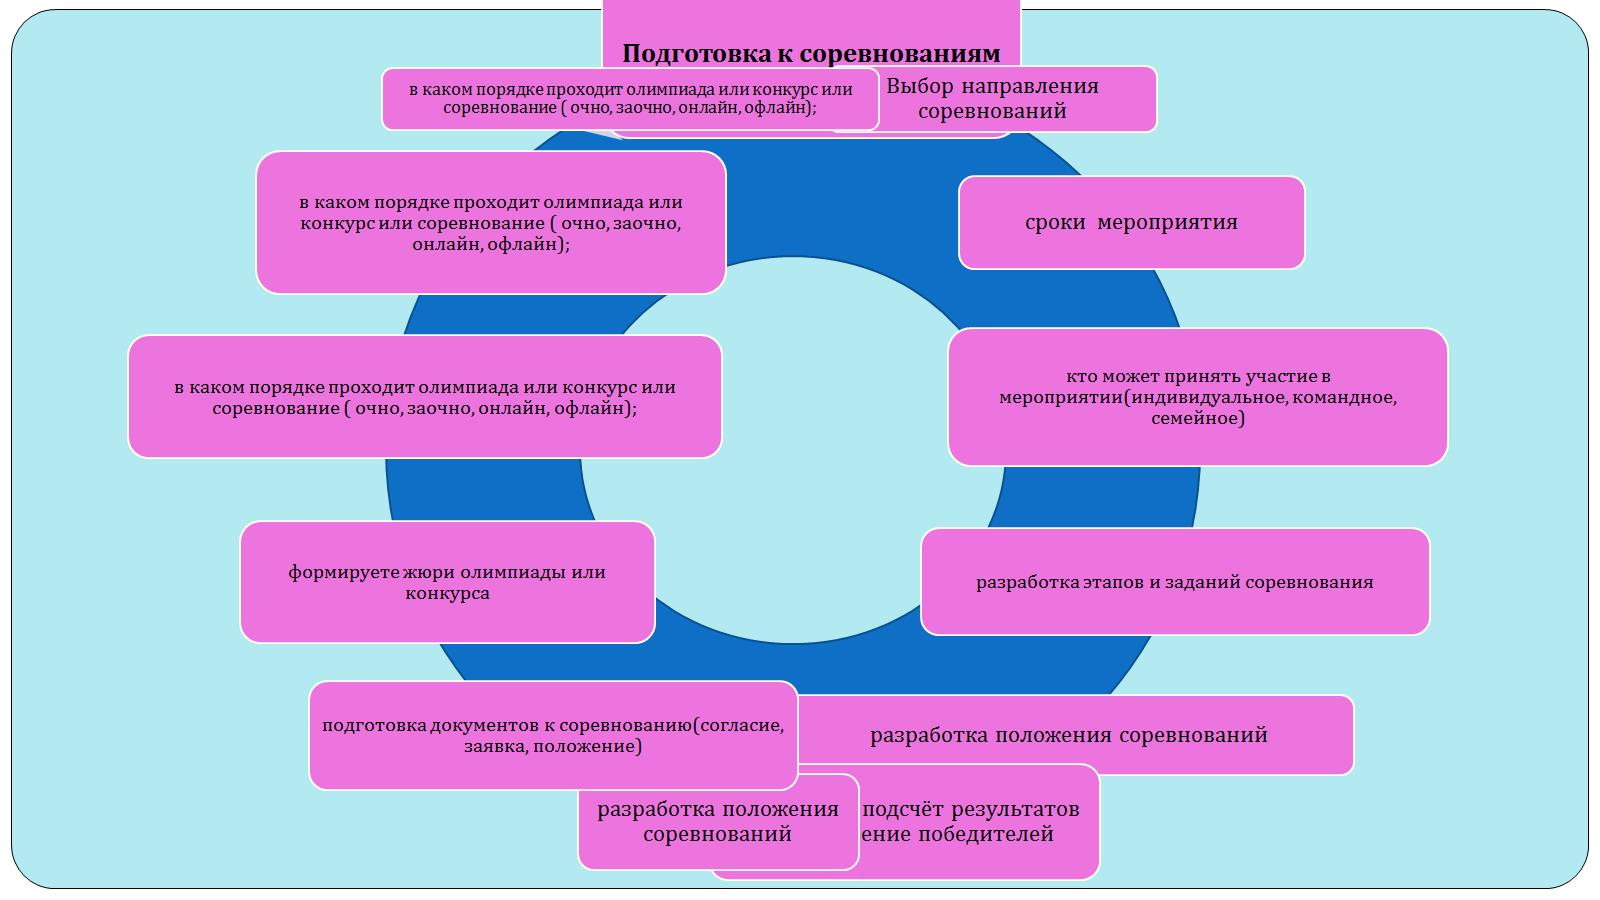 Подготовка к соревнованиям
в каком порядке проходит олимпиада или конкурс или
соревнование ( очно, заочно, онлайн, офлайн);
Выбор направления
соревнований
в каком порядке проходит олимпиада или
конкурс или соревнование ( очно, заочно,
онлайн, офлайн);
сроки мероприятия
в каком порядке проходит олимпиада или конкурс или
соревнование ( очно, заочно, онлайн, офлайн);
кто может принять участие в
мероприятии(индивидуальное, командное,
семейное)
формируете жюри олимпиады или
конкурса
разработка этапов и заданий соревнования
подготовка документов к соревнованию(согласие,
заявка, положение)
разработка положения соревнований
разработка положения
соревнований
подсчёт результатов
ение победителей